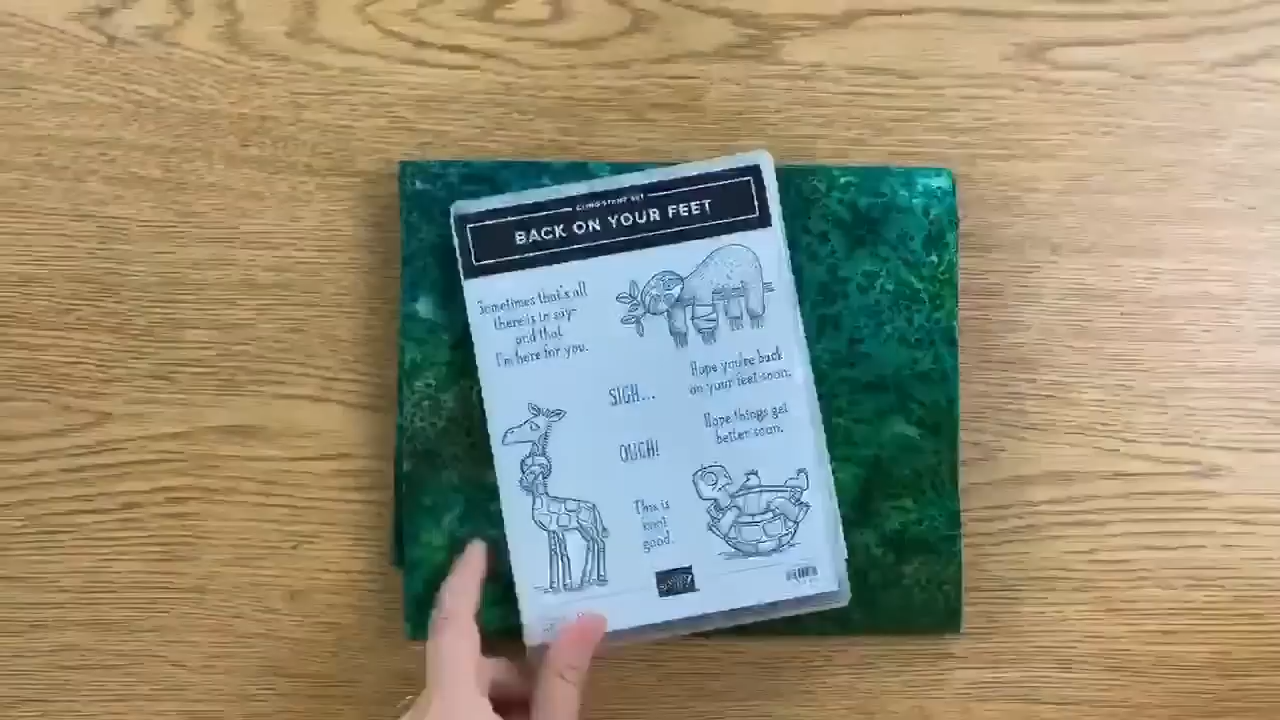 CLING STAMP SET
BACK ON YOUR FEET
Sometimes that's all
there is to say-
and that
I'm here for you.
SIGH...
Hope you're back
on your feet soon.
Hope things get
better soon.
OUCH!
This is
knot
good.